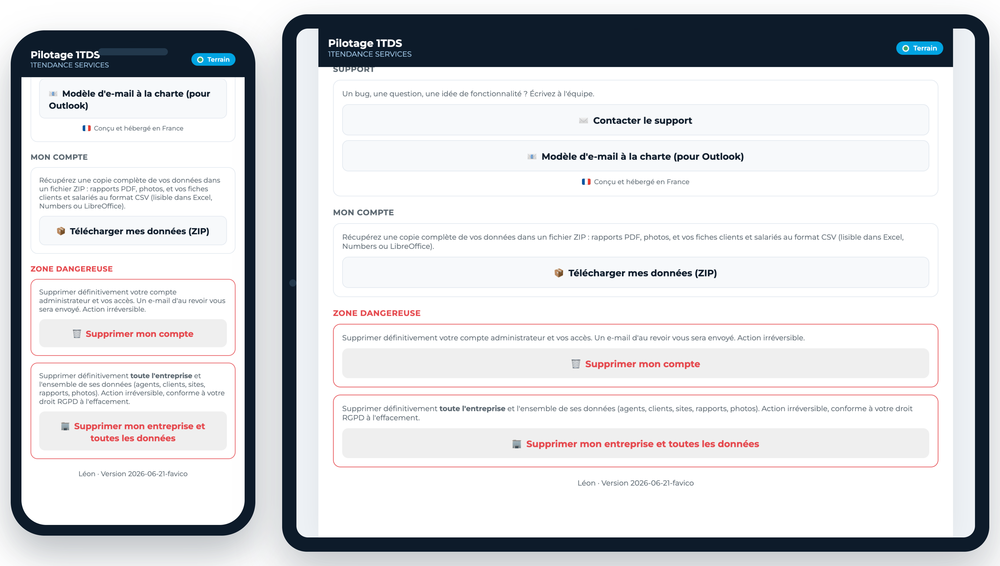 Pilotage 1TDS
1TENDANCE SERVICES
Terrain
Modèle d'e-mail à la charte (pour
Outlook)
Conçu et hébergé en France
MON COMPTE
Récupérez une copie complète de vos données dans
un fichier ZIP : rapports PDF, photos, et vos fiches
clients et salariés au format CSV (lisible dans Excel,
Numbers ou LibreOffice).
Télécharger mes données (ZIP)
ZONE DANGEREUSE
Supprimer définitivement votre compte
administrateur et vos accès. Un e-mail d'au revoir vous
sera envoyé. Action irréversible.
Supprimer mon compte
Supprimer définitivement toute l'entreprise et
l'ensemble de ses données (agents, clients, sites,
rapports, photos). Action irréversible, conforme à votre
droit RGPD à l'effacement.
Supprimer mon entreprise et
toutes les données
Léon · Version 2026-06-21-favico
Pilotage 1TDS
1TENDANCE SERVICES
Terrain
SUPPORT
Un bug, une question, une idée de fonctionnalité ? Écrivez à l'équipe.
Contacter le support
Modèle d'e-mail à la charte (pour Outlook)
Conçu et hébergé en France
MON COMPTE
Récupérez une copie complète de vos données dans un fichier ZIP : rapports PDF, photos, et vos fiches clients et salariés au format CSV (lisible dans Excel,
Numbers ou LibreOffice).
Télécharger mes données (ZIP)
ZONE DANGEREUSE
Supprimer définitivement votre compte administrateur et vos accès. Un e-mail d'au revoir vous sera envoyé. Action irréversible.
Supprimer mon compte
Supprimer définitivement toute l'entreprise et l'ensemble de ses données (agents, clients, sites, rapports, photos). Action irréversible, conforme à votre droit
RGPD à l'effacement.
Supprimer mon entreprise et toutes les données
Léon · Version 2026-06-21-favico